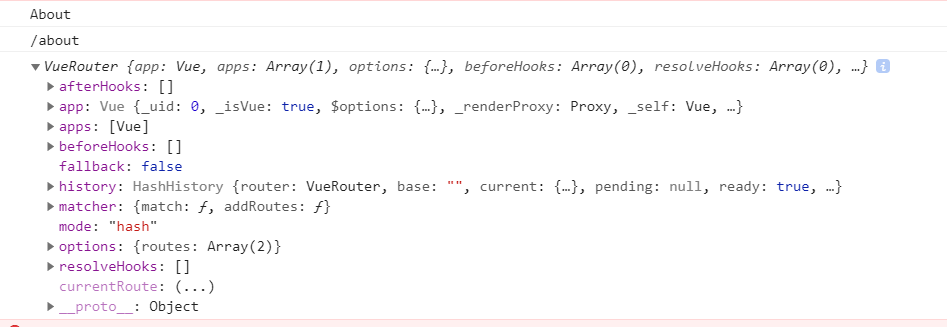 About
/about
VueRouter {app: Vue, apps: Array(1), options: {…}, beforeHooks: Array(0), resolveHooks: Array(0), …}
afterHooks: []
app: Vue {_uid: 0, _isVue: true, $options: {…}, _renderProxy: Proxy, _self: Vue, …}
apps: [Vue]
beforeHooks: []
fallback: false
history: HashHistory {router: VueRouter, base: "", current: {…}, pending: null, ready: true, …}
matcher: {match: ƒ, addRoutes: ƒ}
mode: "hash"
options: {routes: Array(2)}
resolveHooks: []
currentRoute: (...)
__proto__: Object